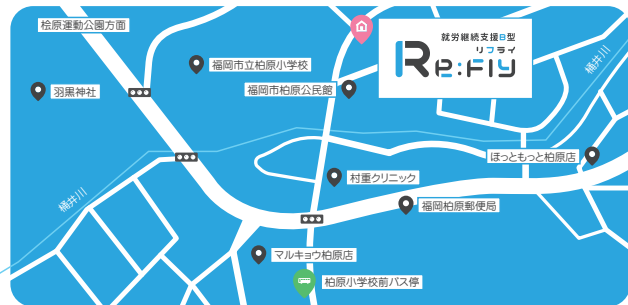 桧原運動公園方面
就労継続支援B型
リフライ
Re:Fly
福岡市立柏原小学校
桶井川
羽黒神社
福岡市柏原公民館
ほっともっと柏原店
村重クリニック
桶井川
福岡柏原郵便局
マルキョウ柏原店
柏原小学校前バス停